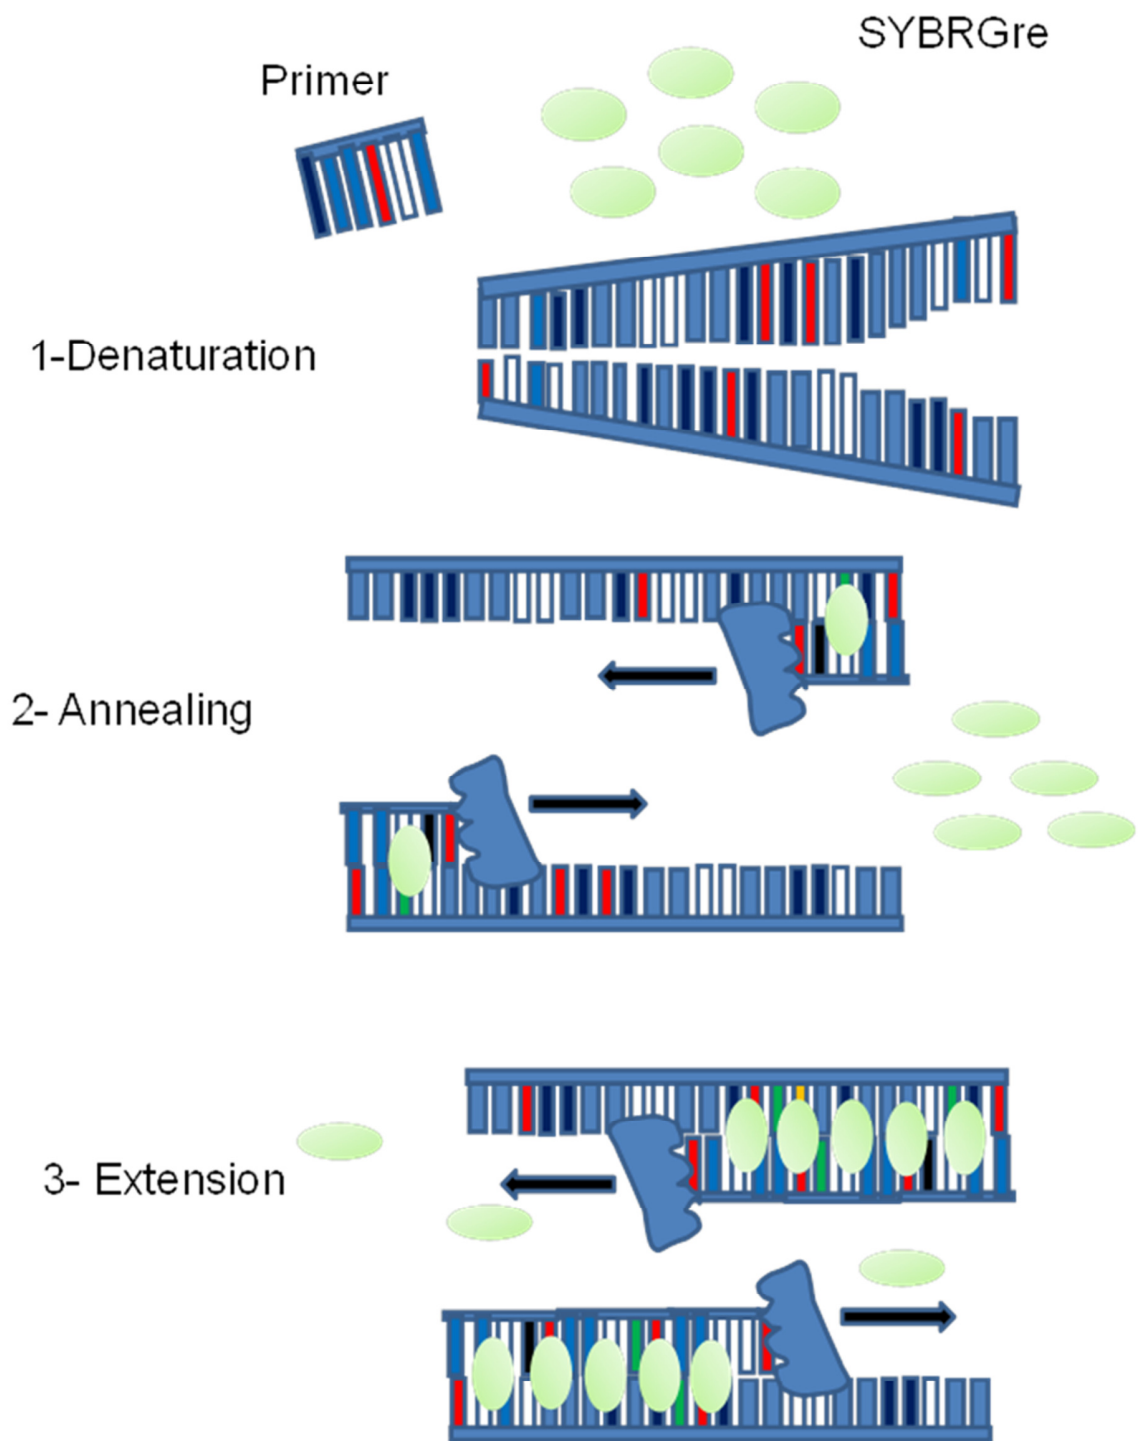 SYBRGre
Primer
1-Denaturation
2- Annealing
3- Extension